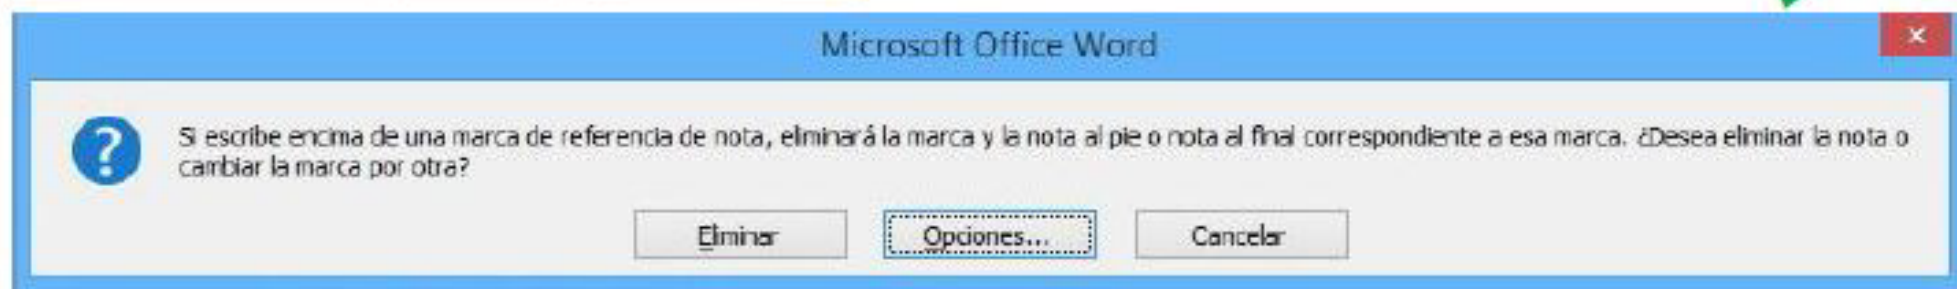 Microsoft Office Word
Si escribe encima de una marca de referencia de nota, eliminará la marca y la nota al pie o nota al final correspondiente a esa marca. ¿Desea eliminar la nota o
cambiar la marca por otra?
Eliminar Opciones... Cancelar